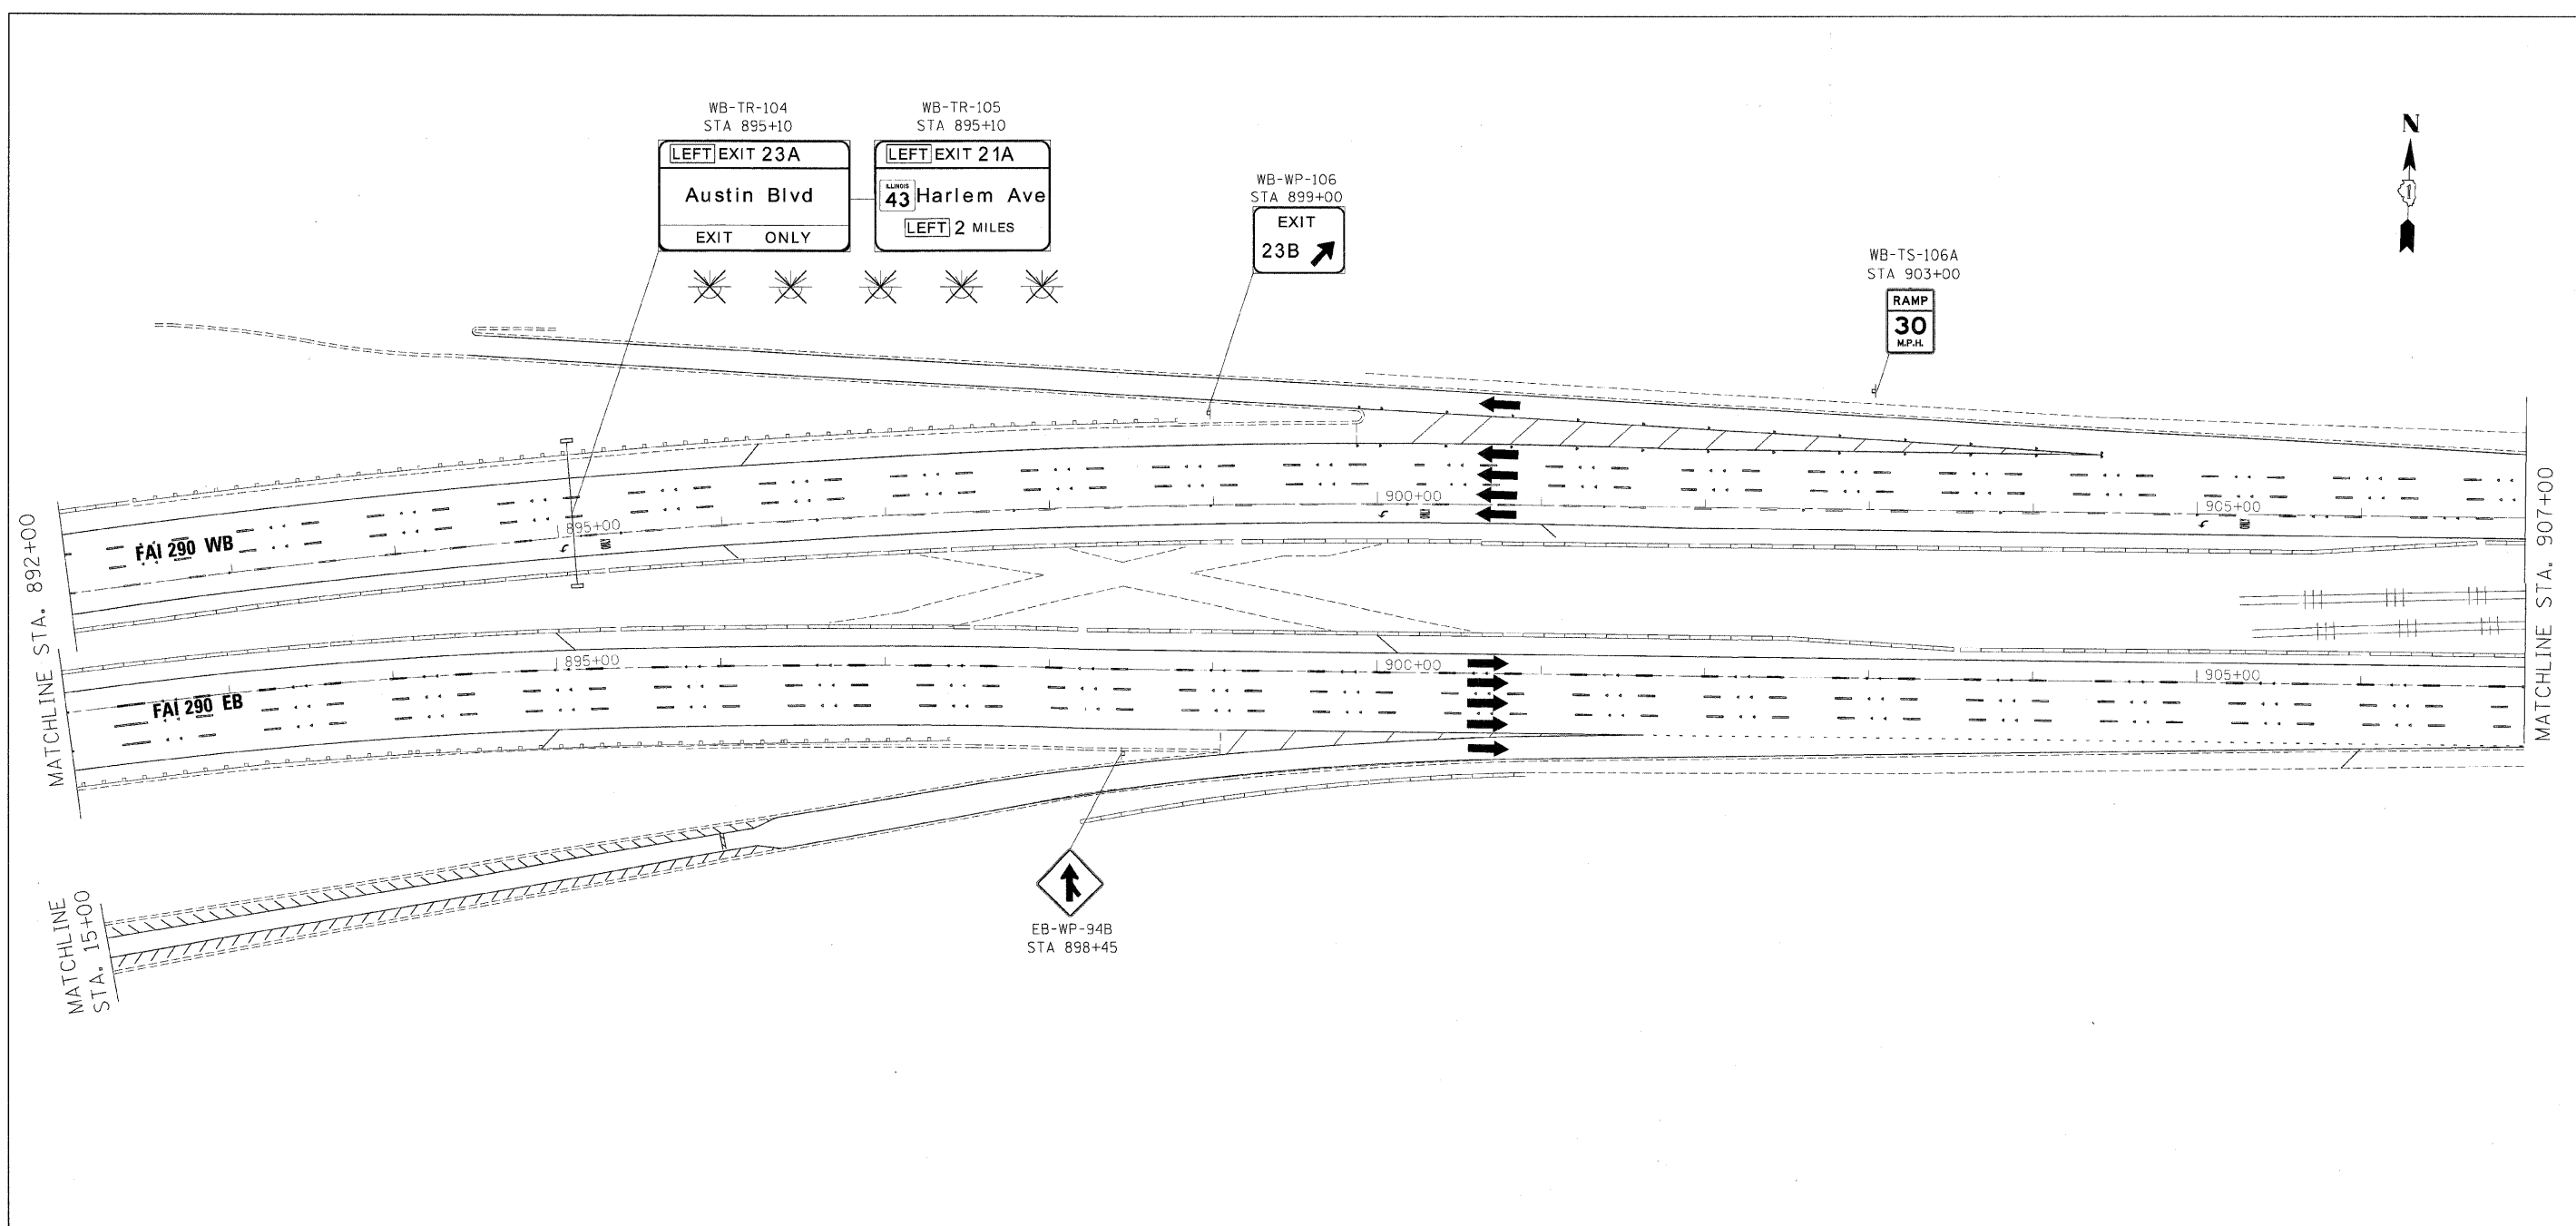 WB-TR-104
STA 895+10
LEFT EXIT 23A
Austin Blvd
EXIT ONLY
WB-TR-105
STA 895+10
LEFT EXIT 21A
ILLINOIS
43 Harlem Ave
LEFT 2 MILES
WB-WP-106
STA 899+00
EXIT
23B
WB-TS-106A
STA 903+00
RAMP
30
M.P.H.
N
1
MATCHLINE STA. 892+00
FAI 290 WB
895+00
900+00
905+00
MATCHLINE STA. 907+00
FAI 290 EB
895+00
900+00
905+00
EB-WP-94B
STA 898+45
MATCHLINE
STA. 15+00